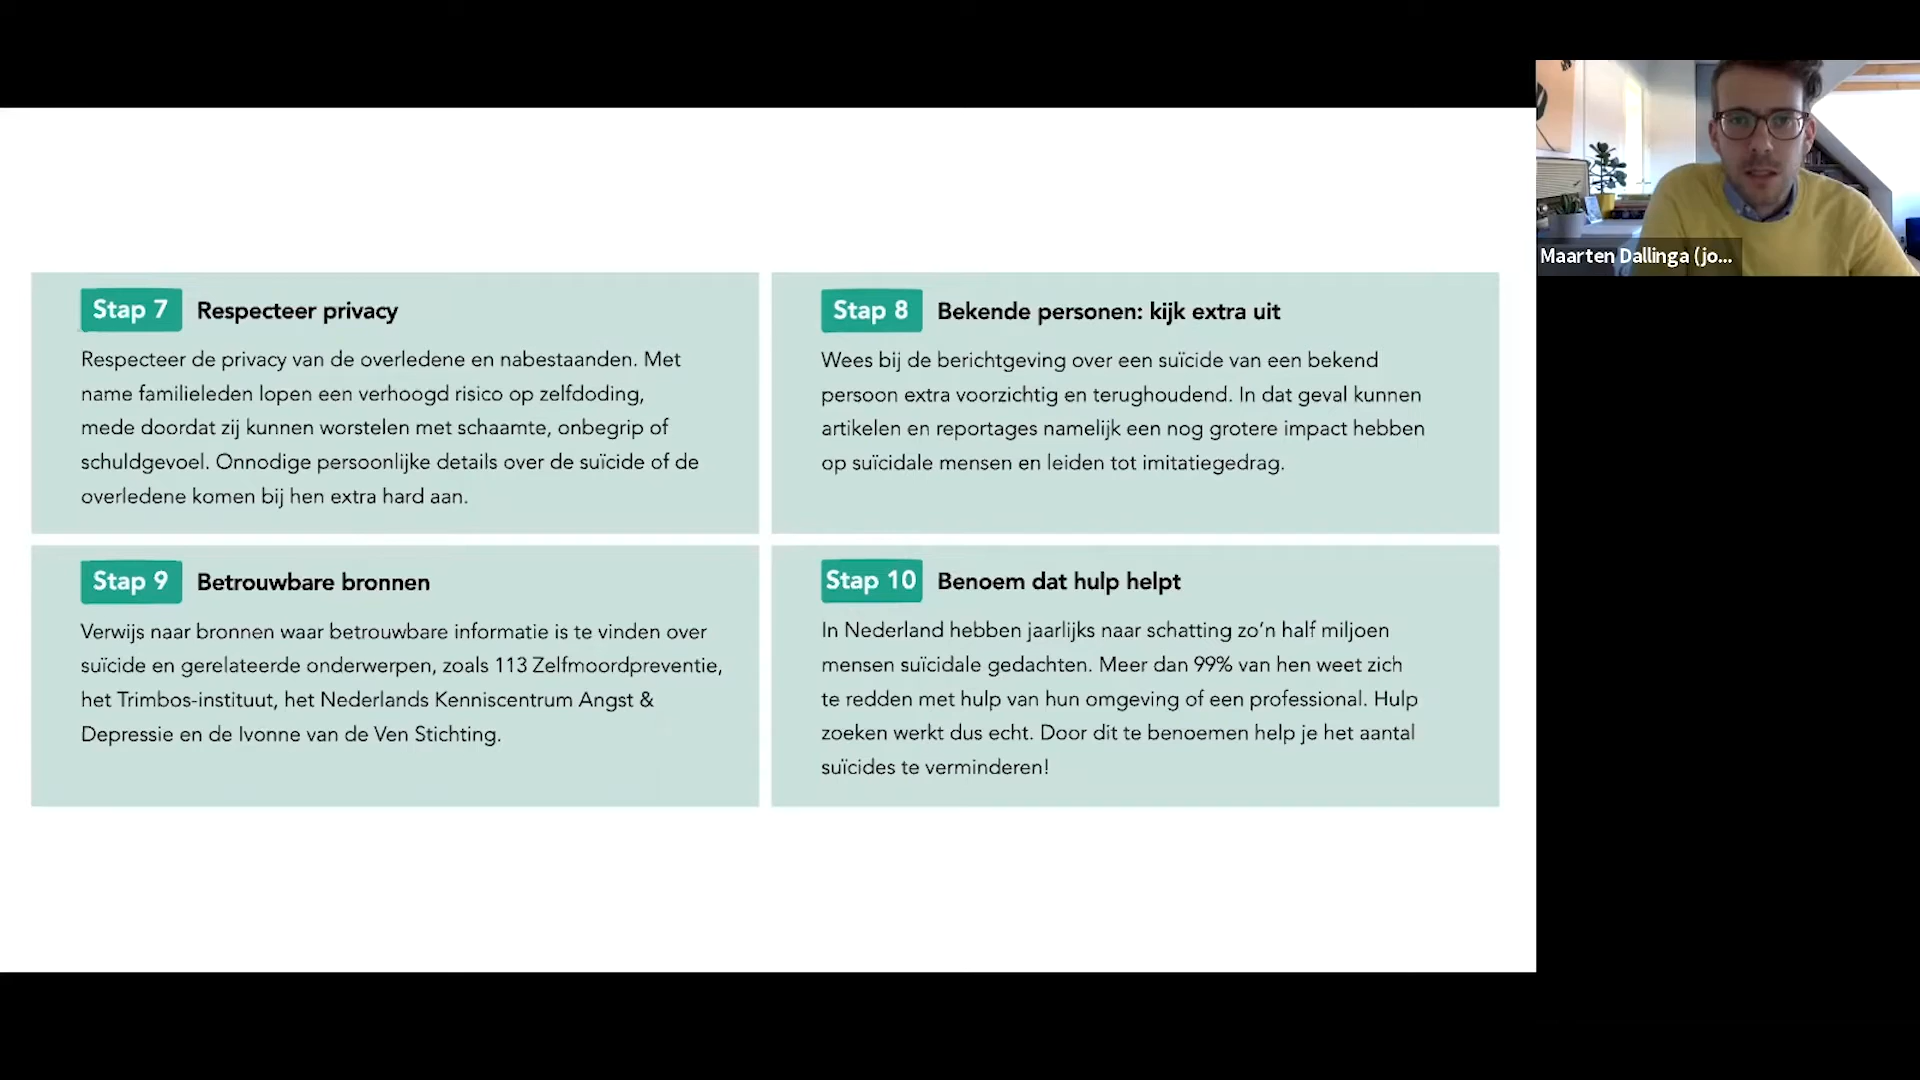 Stap 7 Respecteer privacy
Respecteer de privacy van de overledene en nabestaanden. Met
name familieleden lopen een verhoogd risico op zelfdoding,
mede doordat zij kunnen worstelen met schaamte, onbegrip of
schuldgevoel. Onnodige persoonlijke details over de suïcide of de
overledene komen bij hen extra hard aan.
Stap 8 Bekende personen: kijk extra uit
Wees bij de berichtgeving over een suïcide van een bekend
persoon extra voorzichtig en terughoudend. In dat geval kunnen
artikelen en reportages namelijk een nog grotere impact hebben
op suïcidale mensen en leiden tot imitatiegedrag.
Stap 9 Betrouwbare bronnen
Verwijs naar bronnen waar betrouwbare informatie is te vinden over
suïcide en gerelateerde onderwerpen, zoals 113 Zelfmoordpreventie,
het Trimbos-instituut, het Nederlands Kenniscentrum Angst &
Depressie en de Ivonne van de Ven Stichting.
Stap 10 Benoem dat hulp helpt
In Nederland hebben jaarlijks naar schatting zo’n half miljoen
mensen suïcidale gedachten. Meer dan 99% van hen weet zich
te redden met hulp van hun omgeving of een professional. Hulp
zoeken werkt dus echt. Door dit te benoemen help je het aantal
suïcides te verminderen!
Maarten Dallinga (jo...